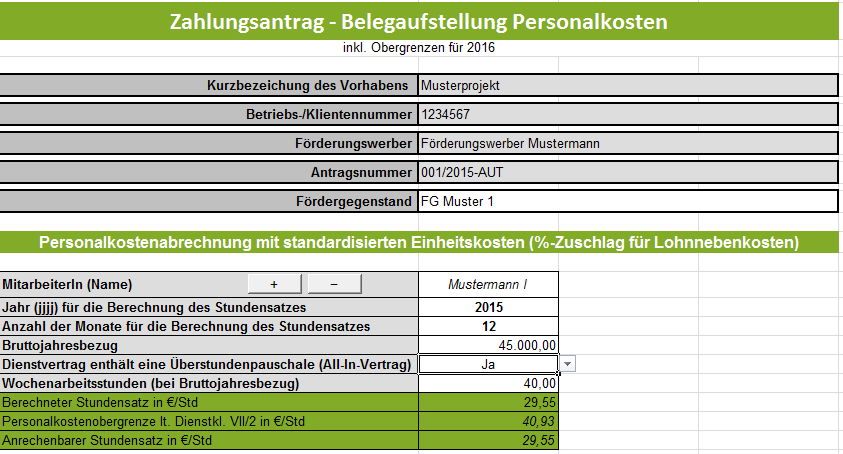 Zahlungsantrag - Belegaufstellung Personalkosten
inkl. Obergrenzen für 2016
Kurzbezeichung des Vorhabens Musterprojekt
Betriebs-/Klientennummer 1234567
Förderungswerber Förderungswerber Mustermann
Antragsnummer 001/2015-AUT
Fördergegenstand FG Muster 1
Personalkostenabrechnung mit standardisierten Einheitskosten (%-Zuschlag für Lohnnebenkosten)
MitarbeiterIn (Name) + − Mustermann I
Jahr (jjjj) für die Berechnung des Stundensatzes 2015
Anzahl der Monate für die Berechnung des Stundensatzes 12
Bruttojahresbezug 45.000,00
Dienstvertrag enthält eine Überstundenpauschale (All-In-Vertrag) Ja
Wochenarbeitsstunden (bei Bruttojahresbezug) 40,00
Berechneter Stundensatz in €/Std 29,55
Personalkostenobergrenze lt. Dienstkl. VII/2 in €/Std 40,93
Anrechenbarer Stundensatz in €/Std 29,55